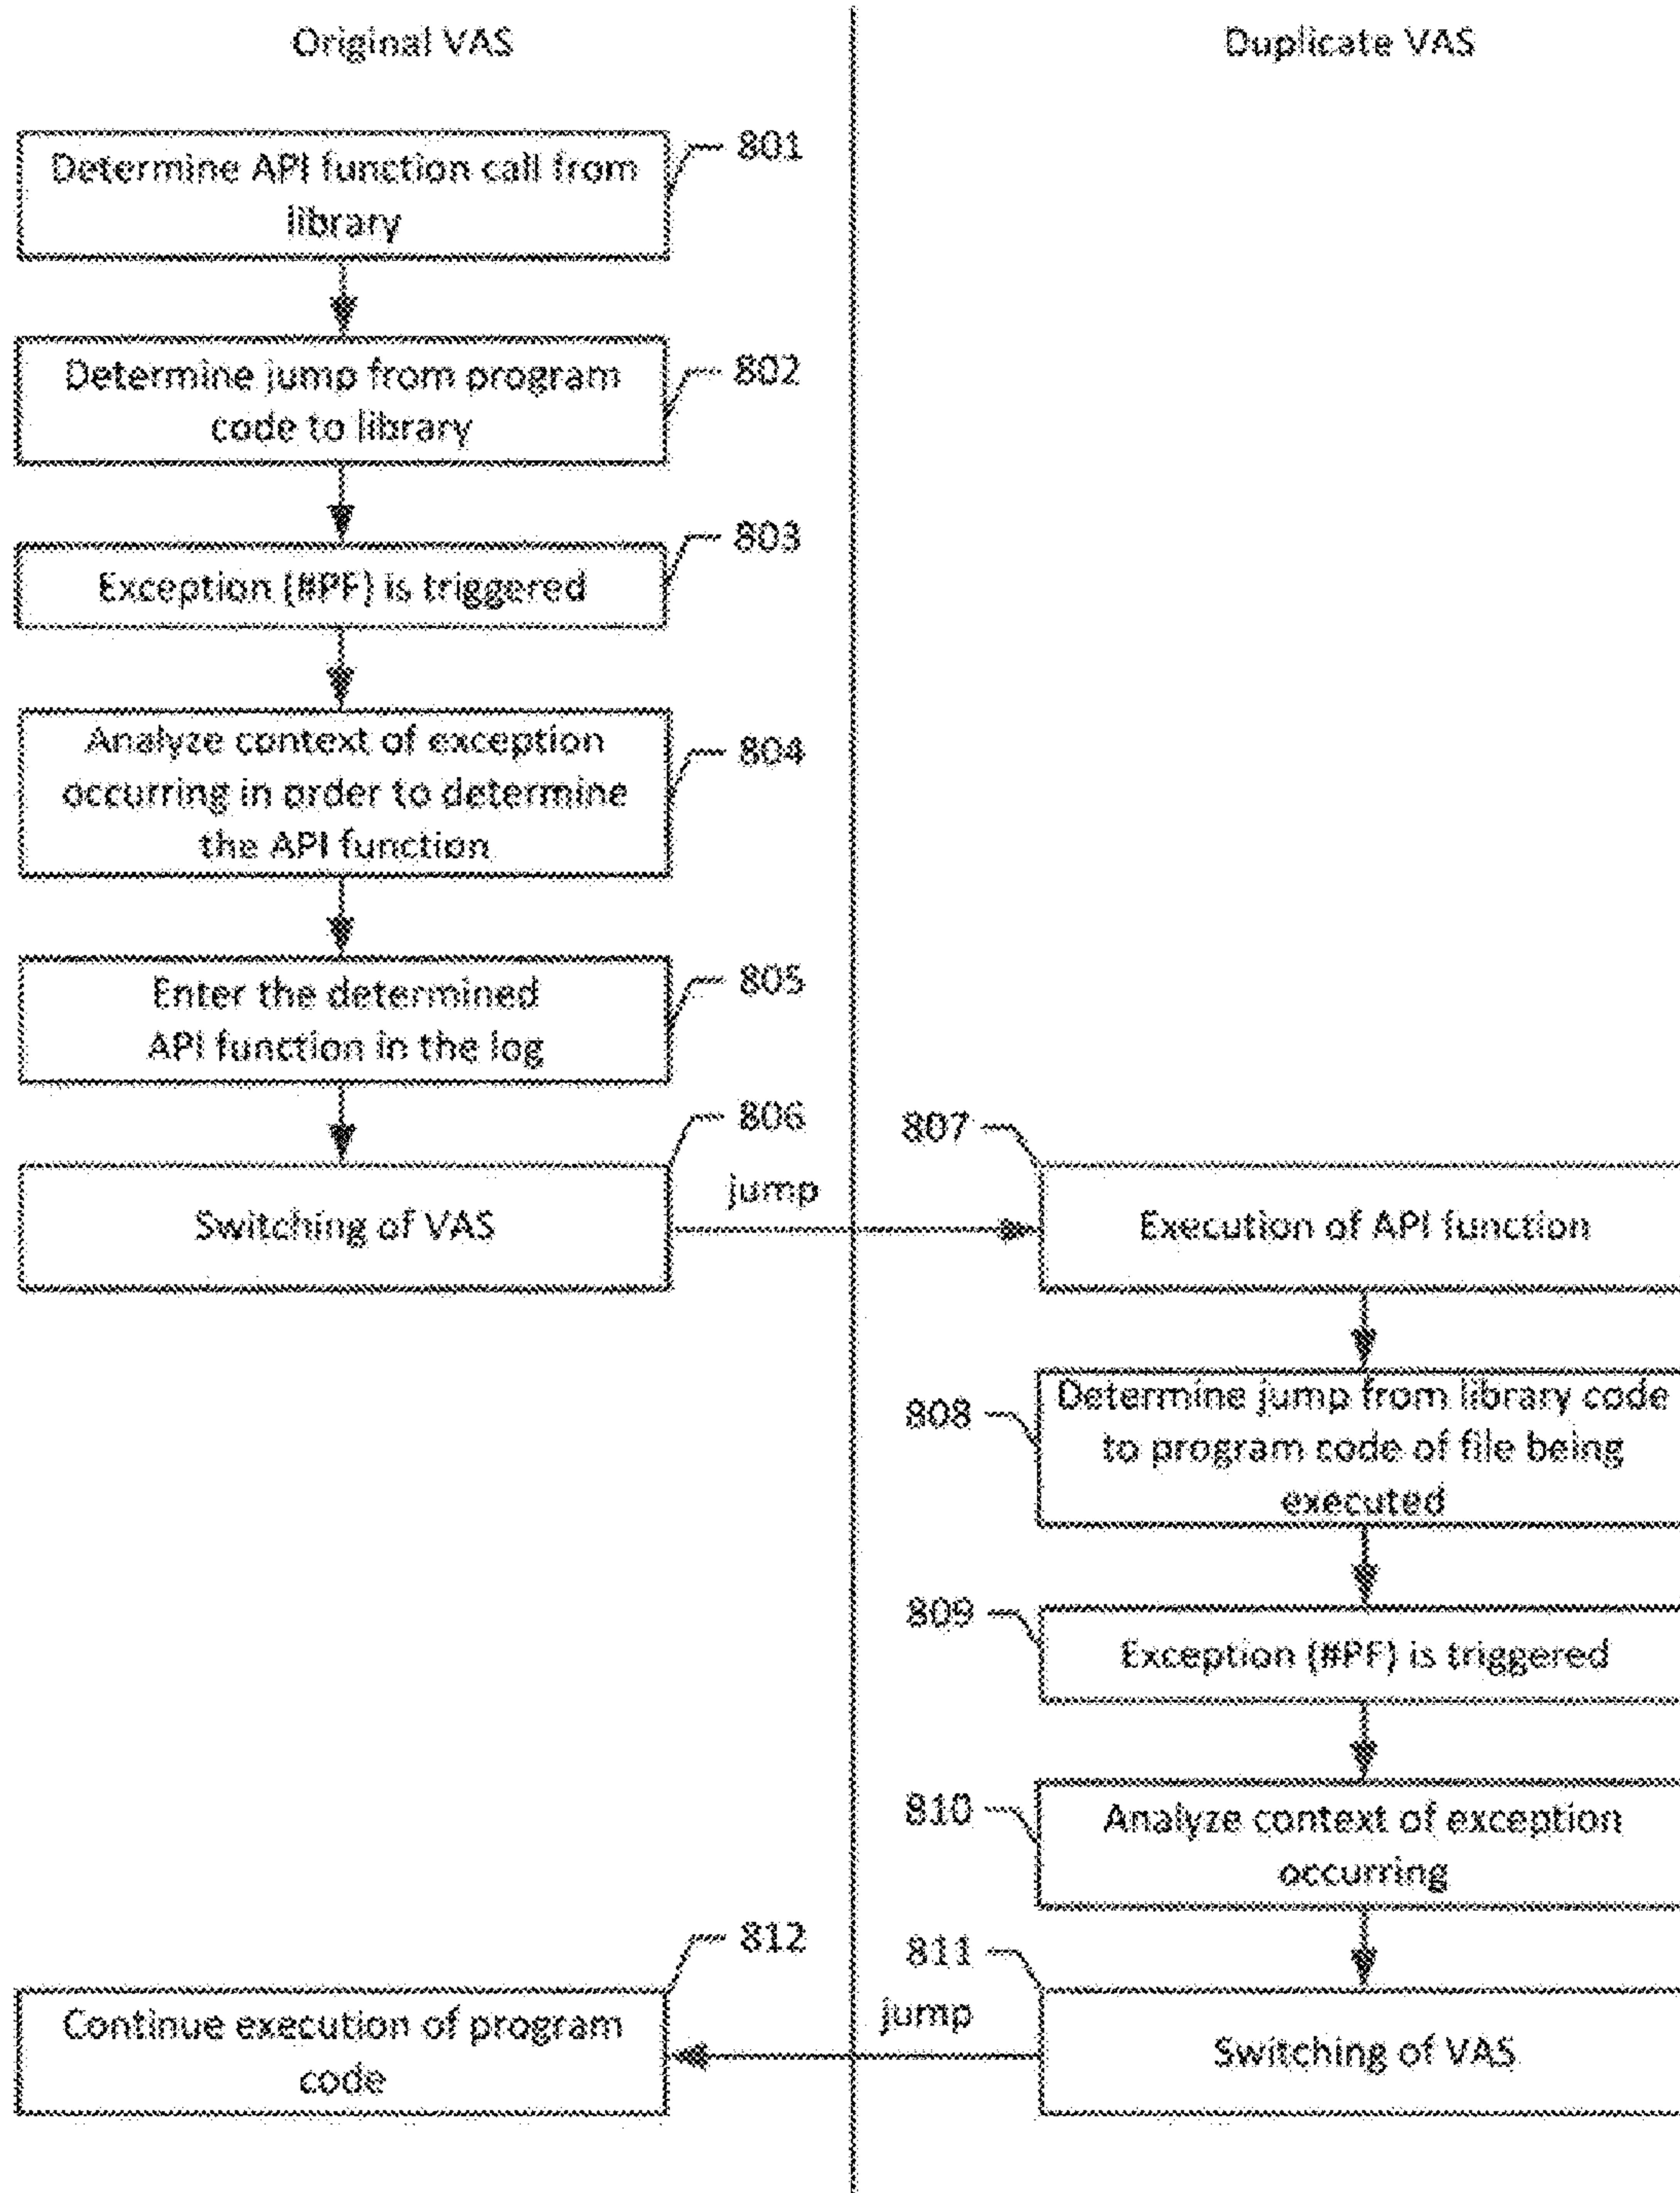 Original VAS
Duplicate VAS
801
Determine API function call from
library
802
Determine jump from program
code to library
803
Exception (#PF) is triggered
804
Analyze context of exception
occurring in order to determine
the API function
805
Enter the determined
API function in the log
806
Switching of VAS
jump
807
Execution of API function
808
Determine jump from library code
to program code of file being
executed
809
Exception (#PF) is triggered
810
Analyze context of exception
occurring
811
Switching of VAS
jump
812
Continue execution of program
code